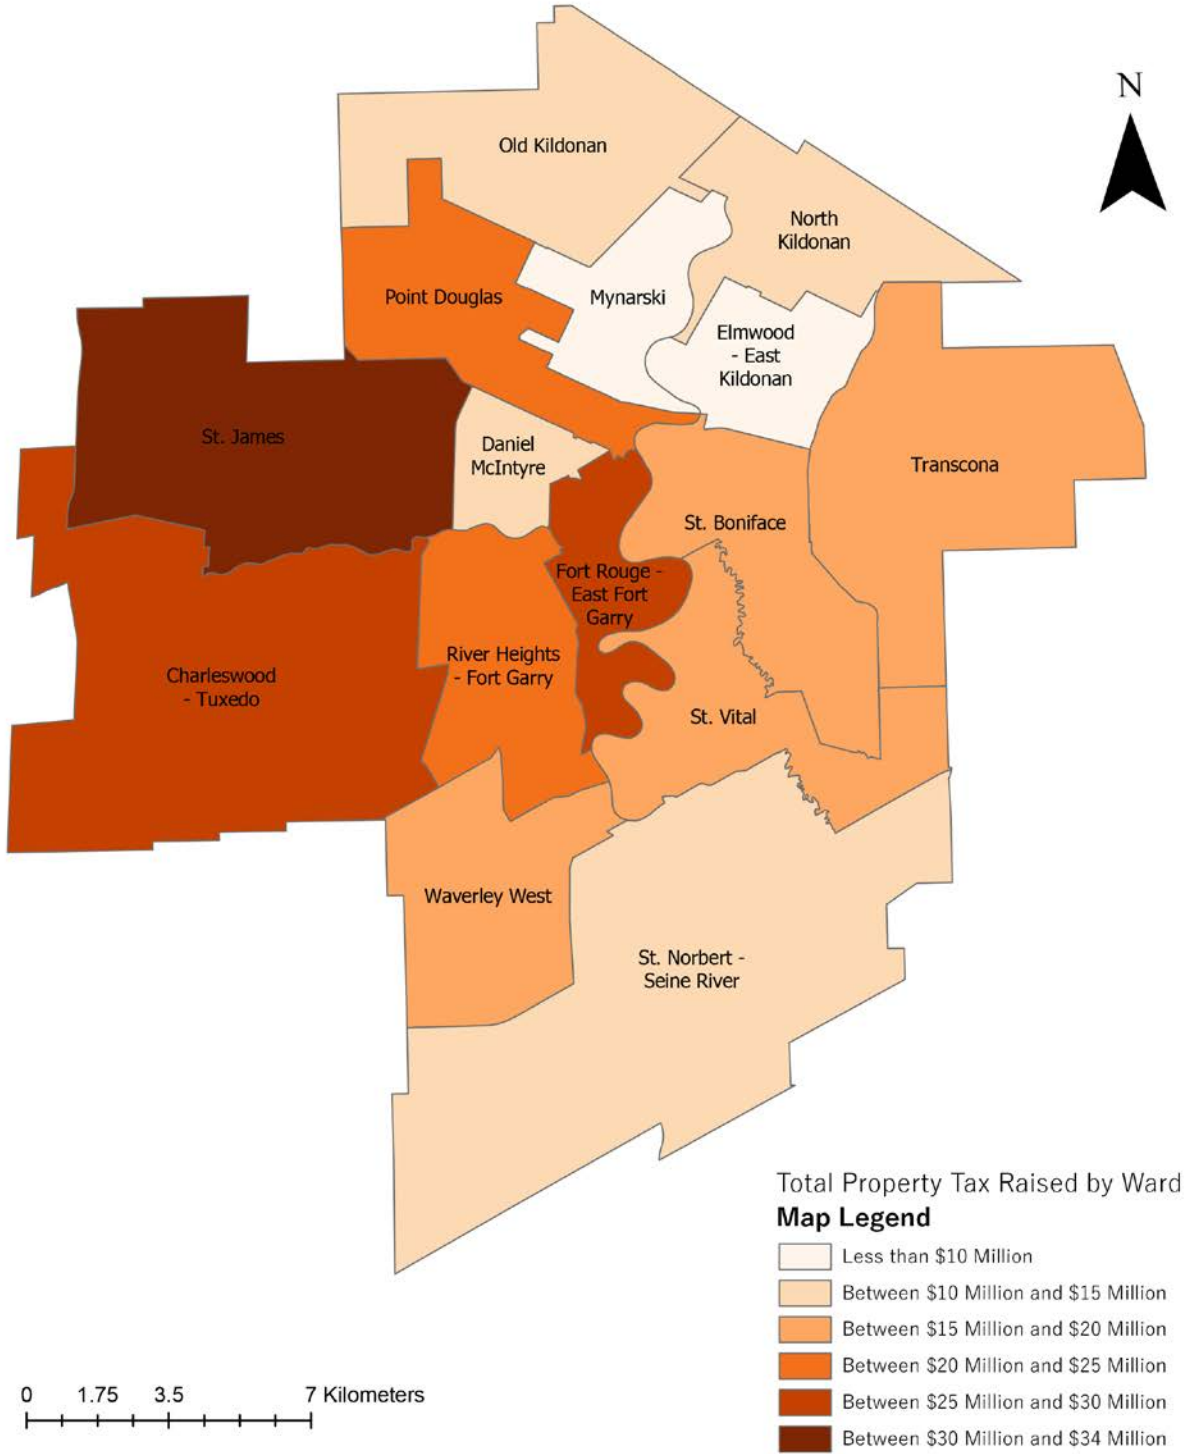 N
Old Kildonan
North
Kildonan
Point Douglas
Mynarski
Elmwood
- East
Kildonan
St. James
Daniel
McIntyre
Transcona
St. Boniface
Fort Rouge -
East Fort
Garry
River Heights
- Fort Garry
Charleswood
- Tuxedo
St. Vital
Waverley West
St. Norbert -
Seine River
Total Property Tax Raised by Ward
Map Legend
Less than $10 Million
Between $10 Million and $15 Million
Between $15 Million and $20 Million
Between $20 Million and $25 Million
Between $25 Million and $30 Million
Between $30 Million and $34 Million
0 1.75 3.5 7 Kilometers